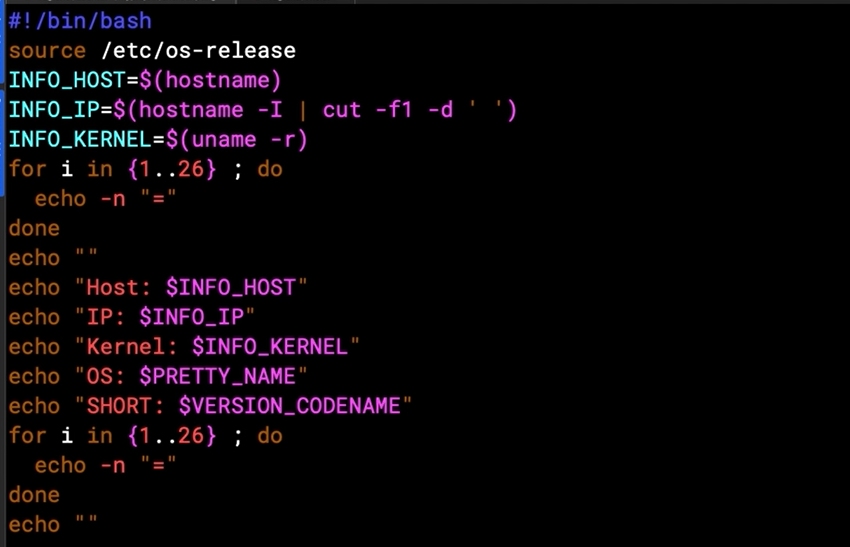 #!/bin/bash
source /etc/os-release
INFO_HOST=$(hostname)
INFO_IP=$(hostname -I | cut -f1 -d ' ')
INFO_KERNEL=$(uname -r)
for i in {1..26} ; do
  echo -n "="
done
echo ""
echo "Host: $INFO_HOST"
echo "IP: $INFO_IP"
echo "Kernel: $INFO_KERNEL"
echo "OS: $PRETTY_NAME"
echo "SHORT: $VERSION_CODENAME"
for i in {1..26} ; do
  echo -n "="
done
echo ""